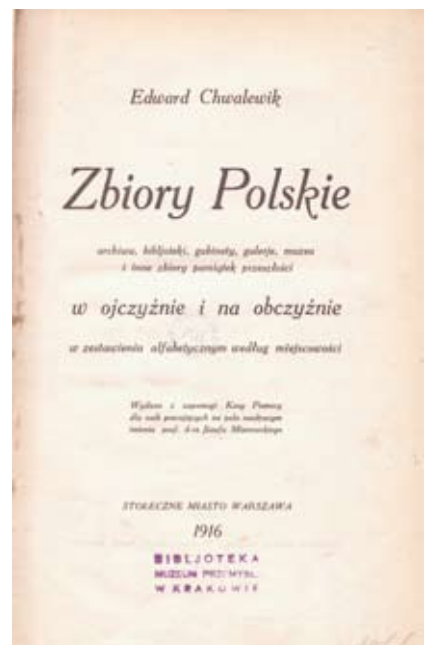 Edward Chwalewik
Zbiory Polskie
archiwa, bibljoteki, gabinety, galerje, muzea
i inne zbiory pamiątek przeszłości
w ojczyźnie i na obczyźnie
w zestawieniu alfabetycznym według miejscowości
Wydane z zapomogi Kasy Pomocy
dla osób pracujących na polu naukowym
imienia prof. d-ra Józefa Mianowskiego
STOŁECZNE MIASTO WARSZAWA
1916
BIBLJOTEKA
MUZEUM PRZEMYSŁ.
W KRAKOWIE